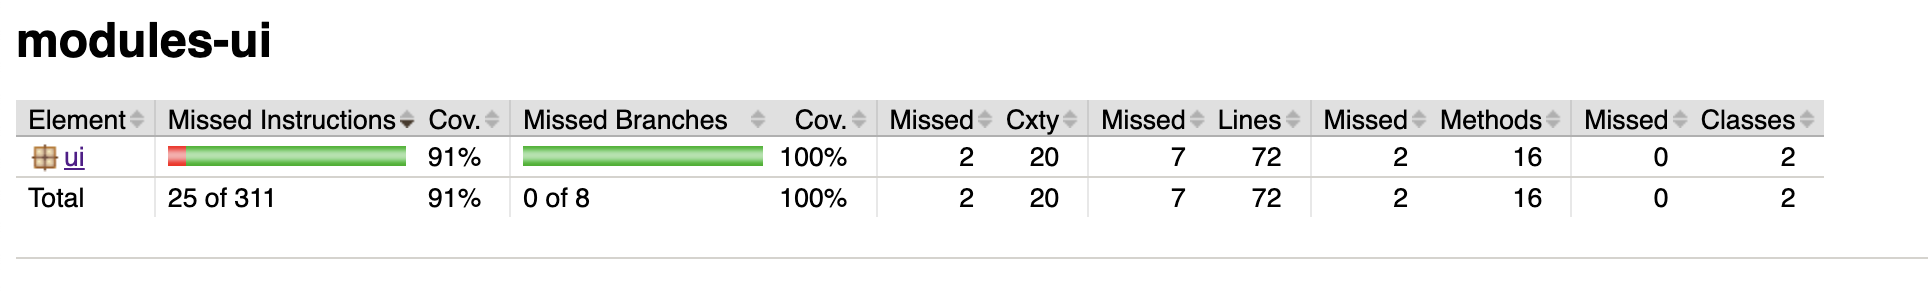 modules-ui
Element Missed Instructions Cov. Missed Branches Cov. Missed Cxty Missed Lines Missed Methods Missed Classes
ui 91% 100% 2 20 7 72 2 16 0 2
Total 25 of 311 91% 0 of 8 100% 2 20 7 72 2 16 0 2